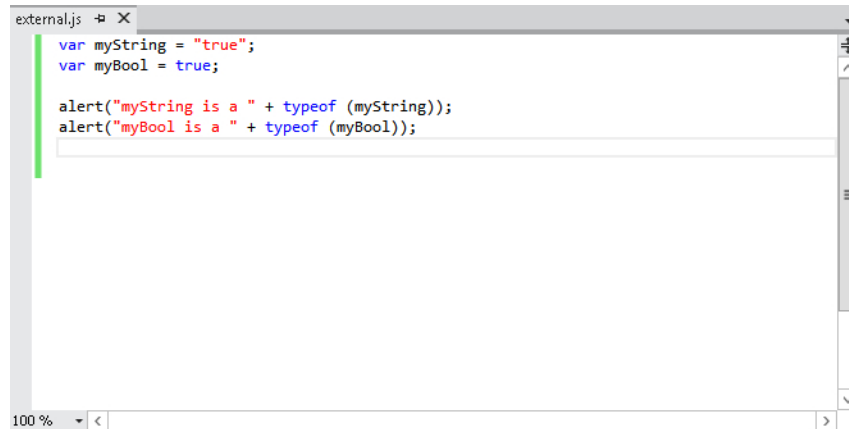 external.js
var myString = "true";
var myBool = true;
alert("myString is a " + typeof (myString));
alert("myBool is a " + typeof (myBool));
100 %